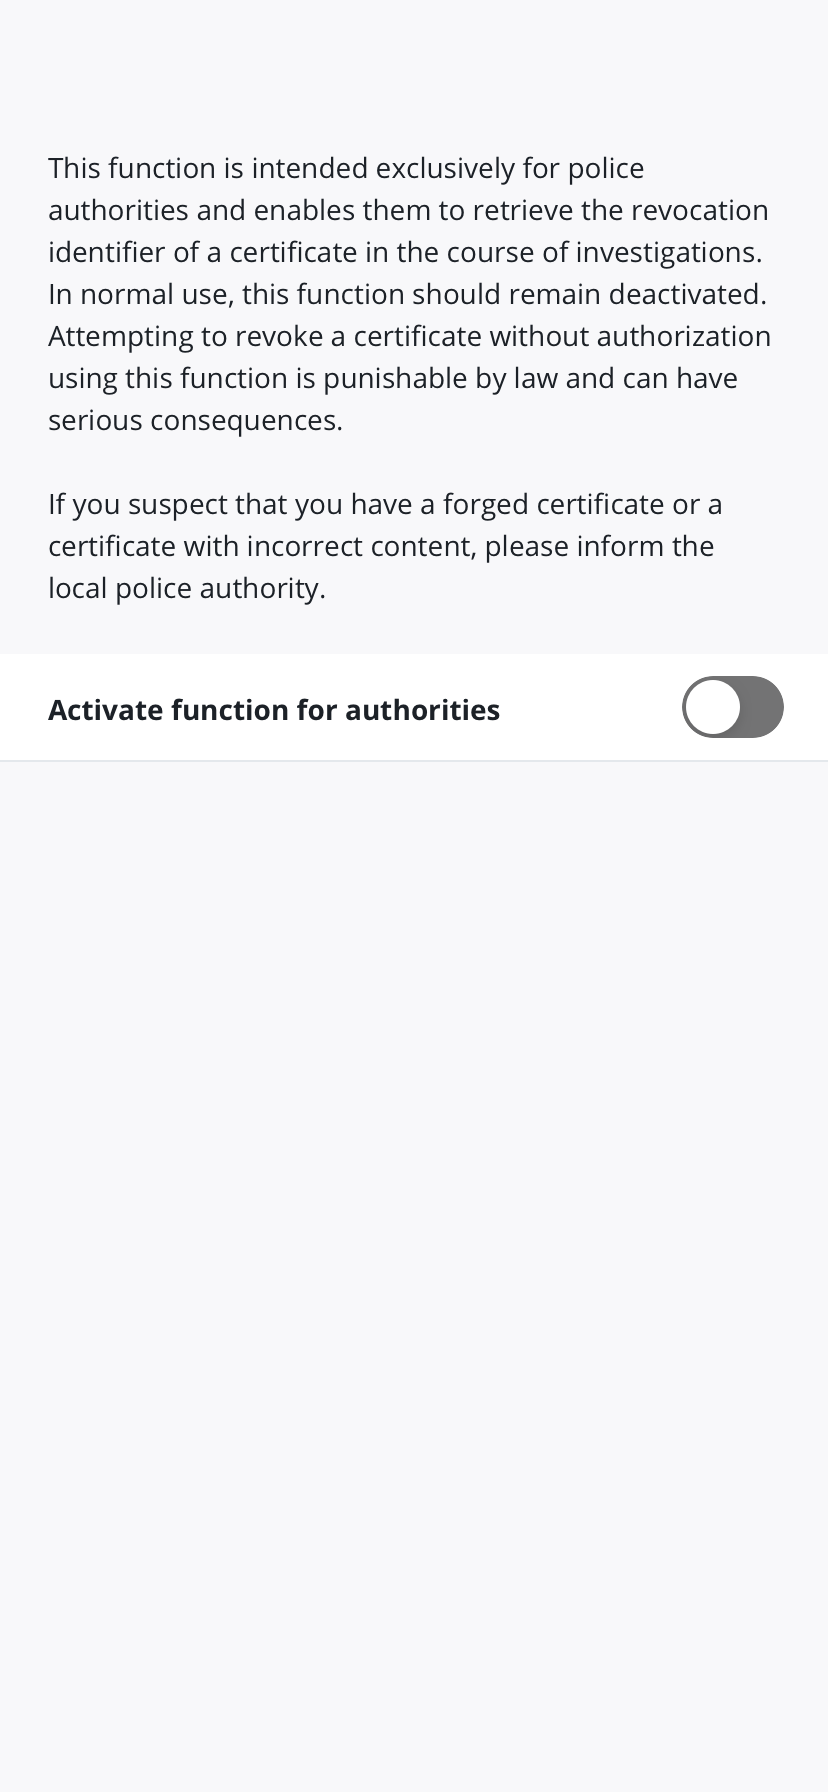 This function is intended exclusively for police
authorities and enables them to retrieve the revocation
identifier of a certificate in the course of investigations.
In normal use, this function should remain deactivated.
Attempting to revoke a certificate without authorization
using this function is punishable by law and can have
serious consequences.
If you suspect that you have a forged certificate or a
certificate with incorrect content, please inform the
local police authority.
Activate function for authorities